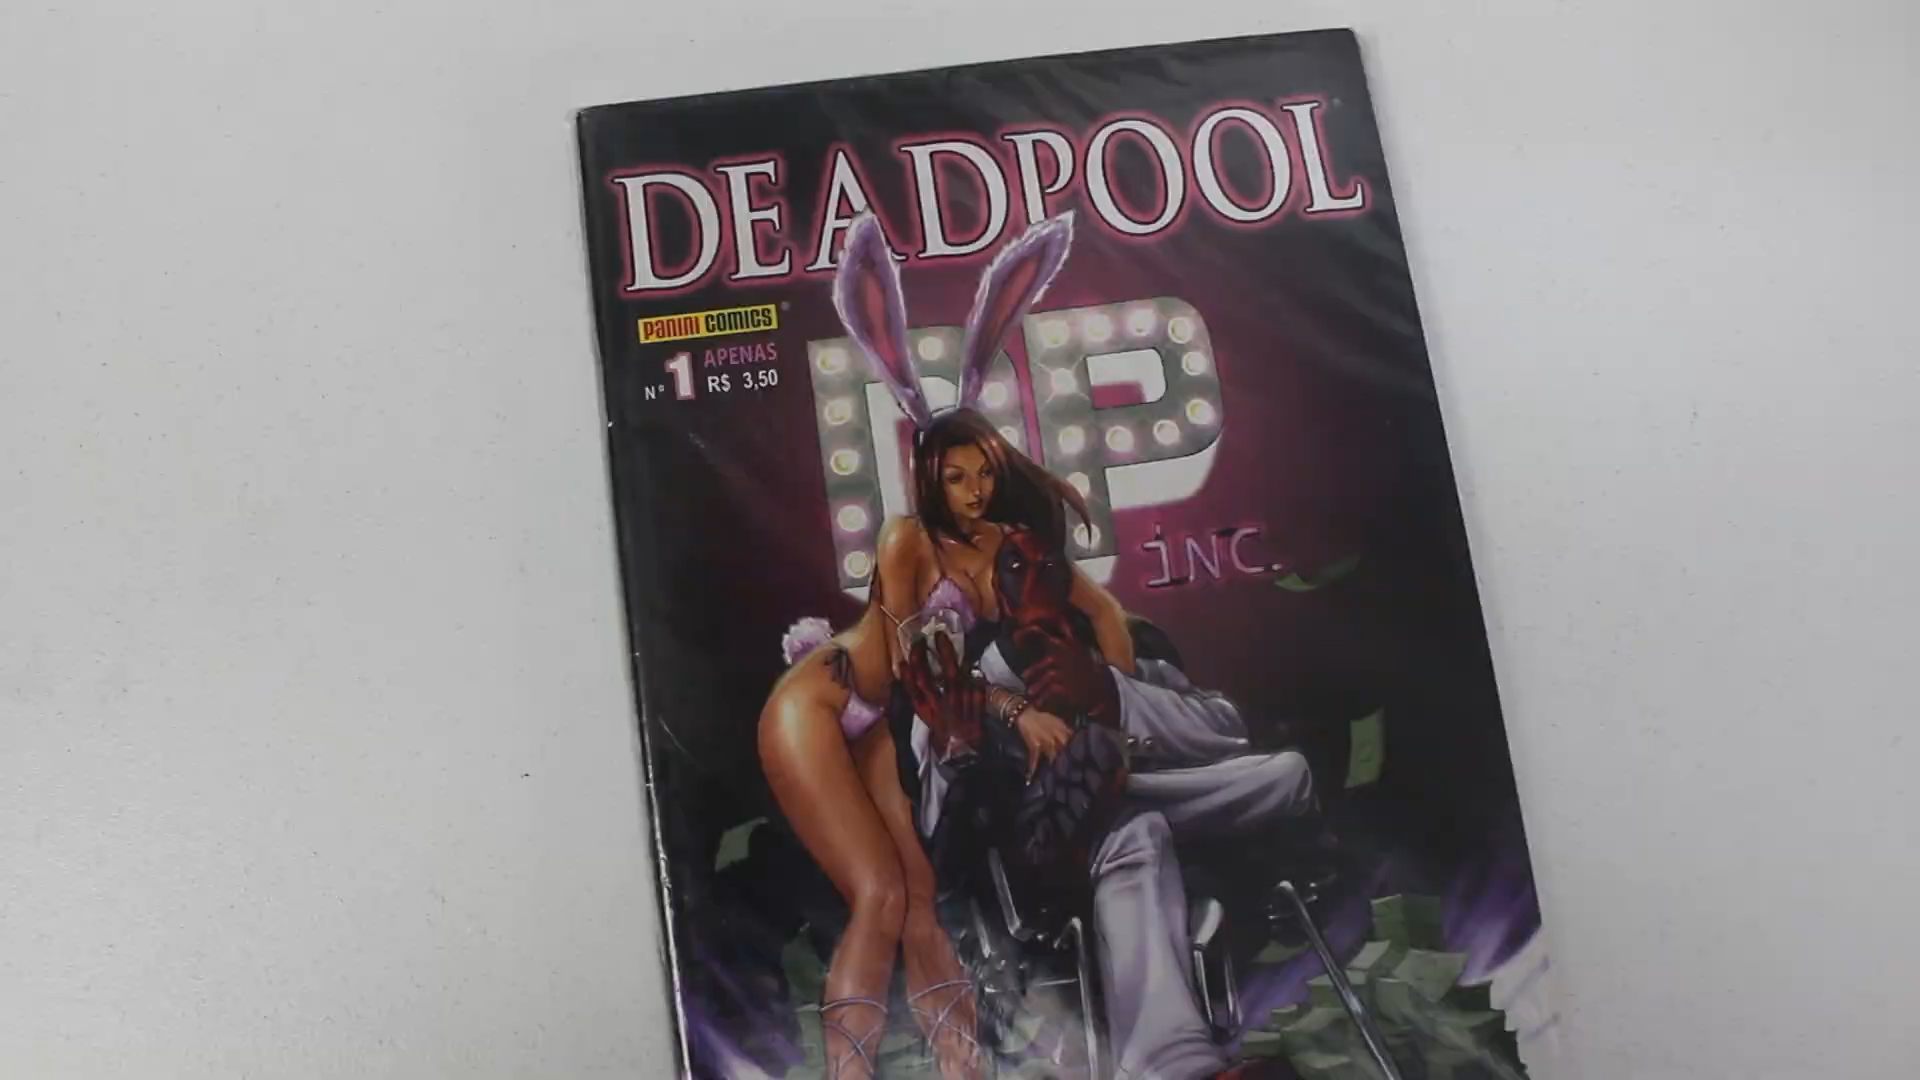 DEADPOOL
PANINI COMICS
Nº 1 APENAS
R$ 3,50
DP
iNC.